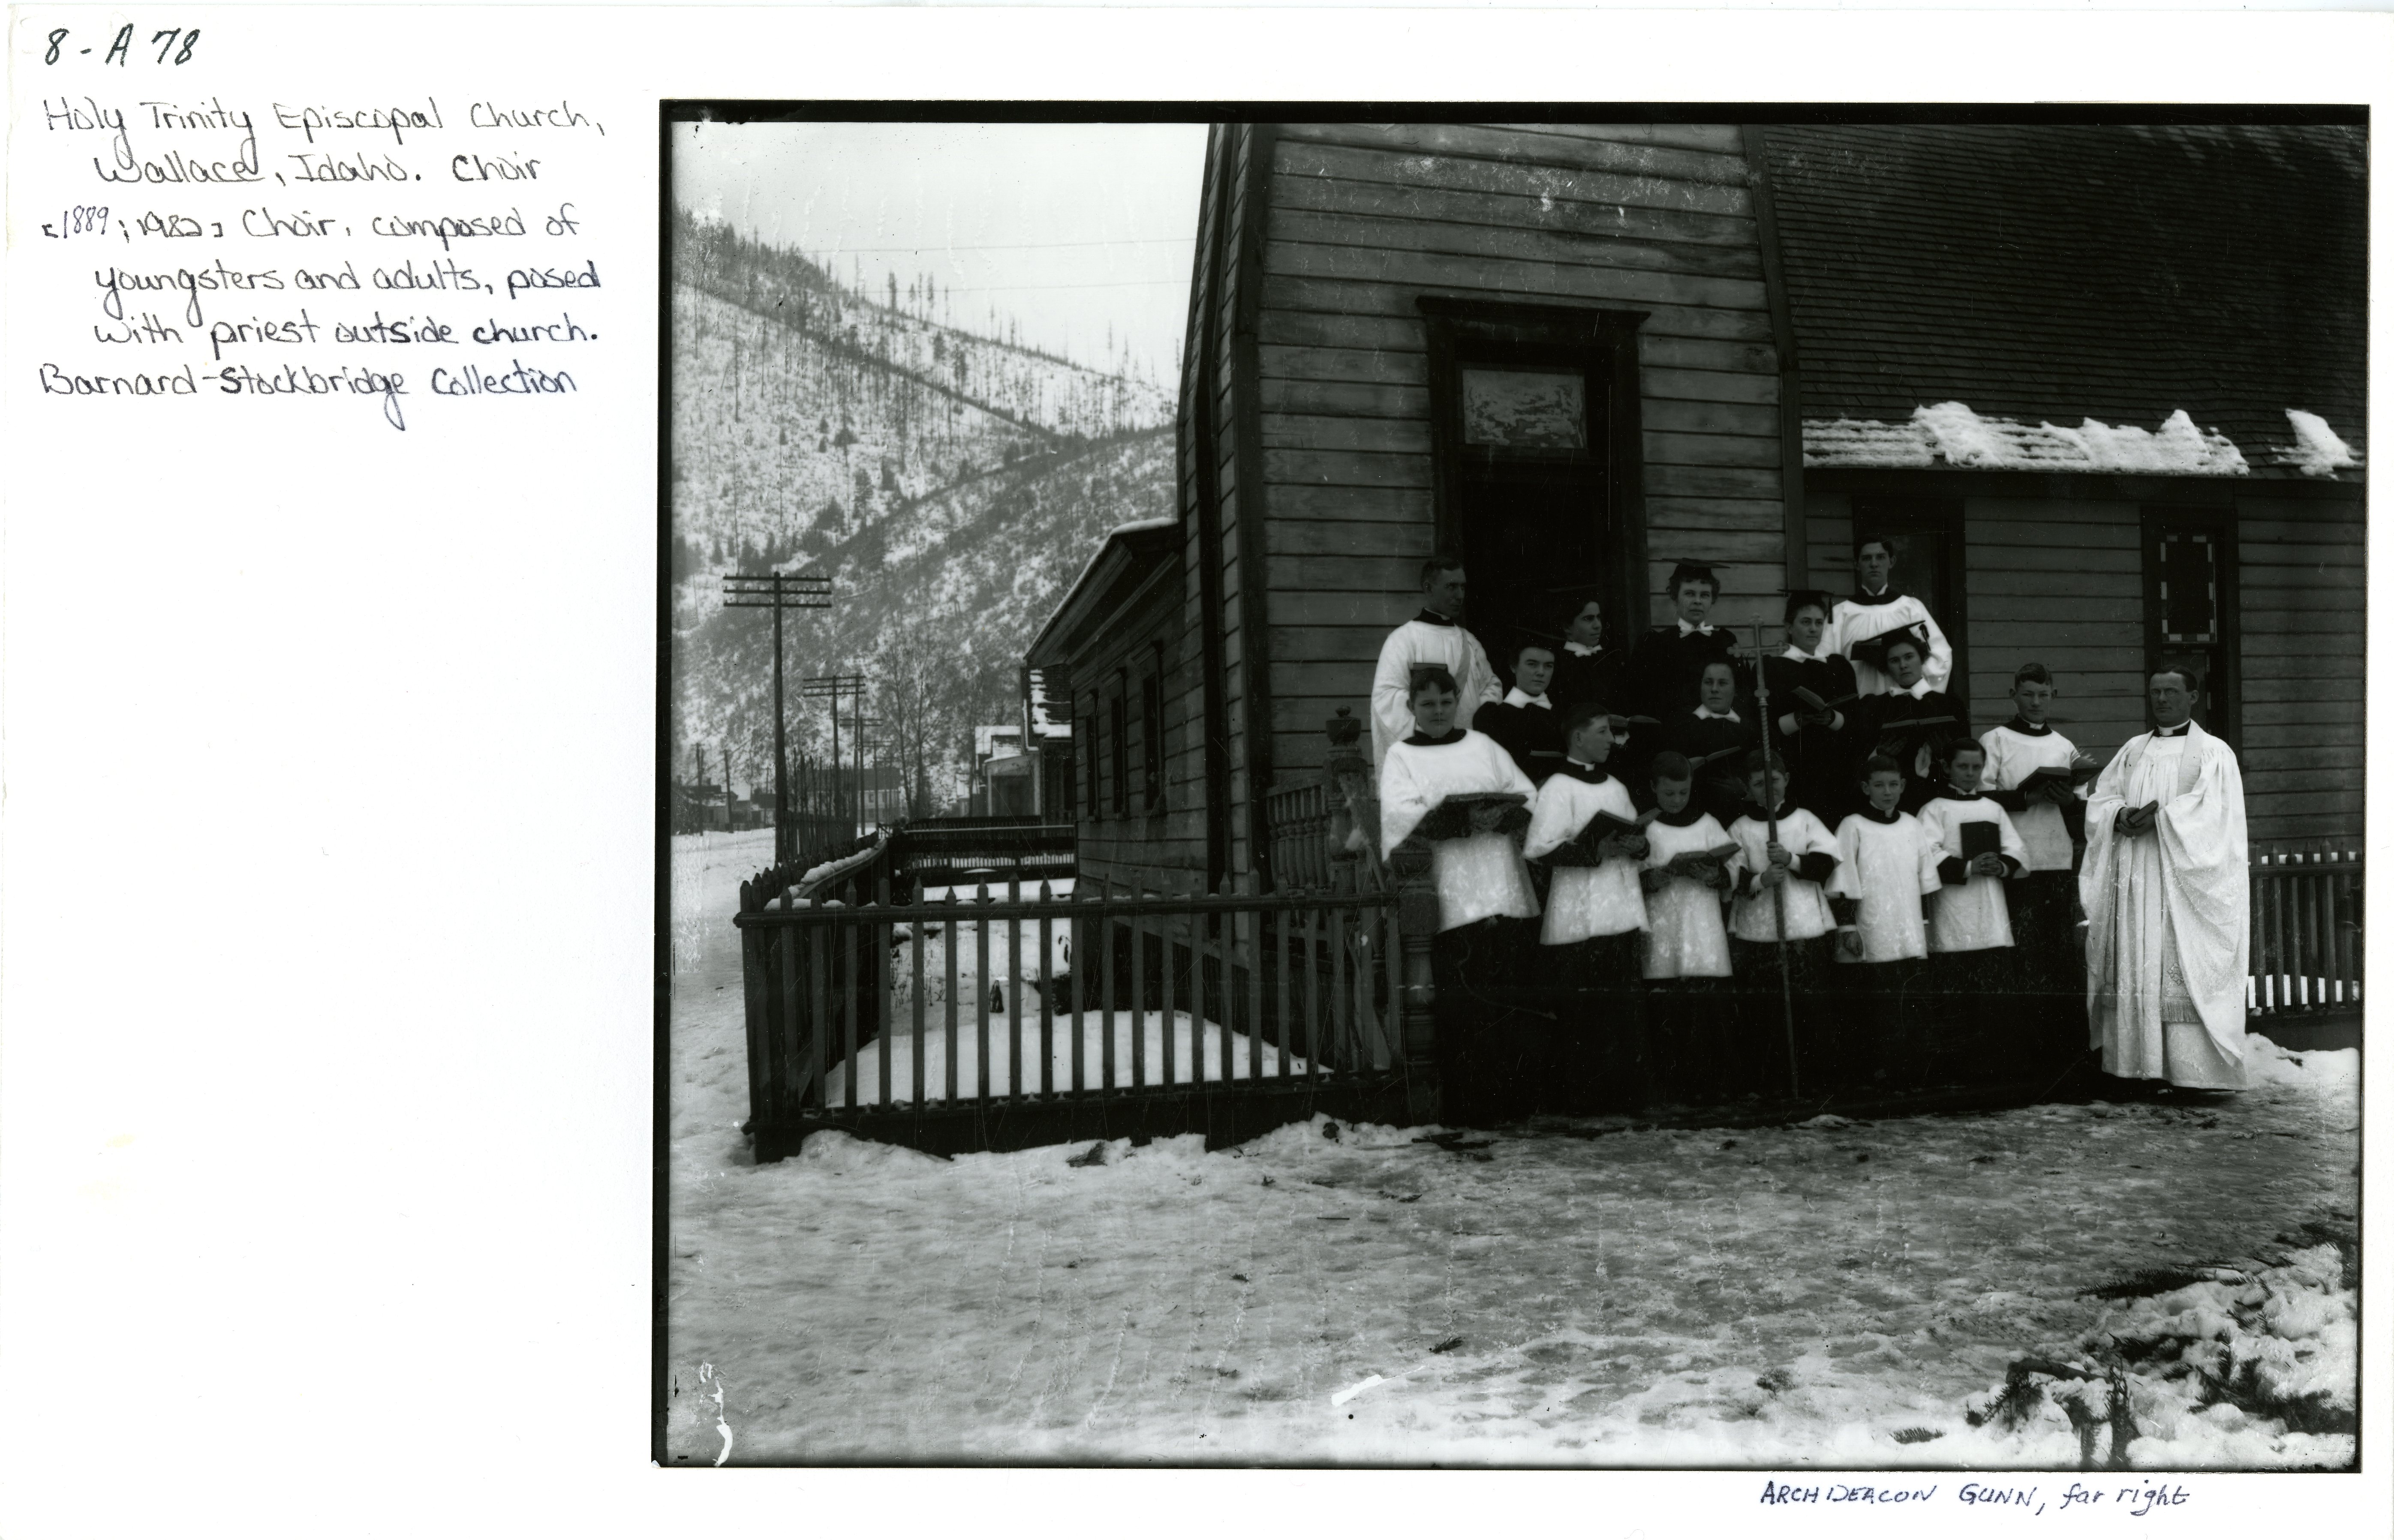 8-A 78
Holy Trinity Episcopal Church,
Wallace, Idaho. Choir
[1889; 1982] Choir, composed of
youngsters and adults, posed
with priest outside church.
Barnard-Stockbridge Collection
ARCHDEACON GUNN, far right